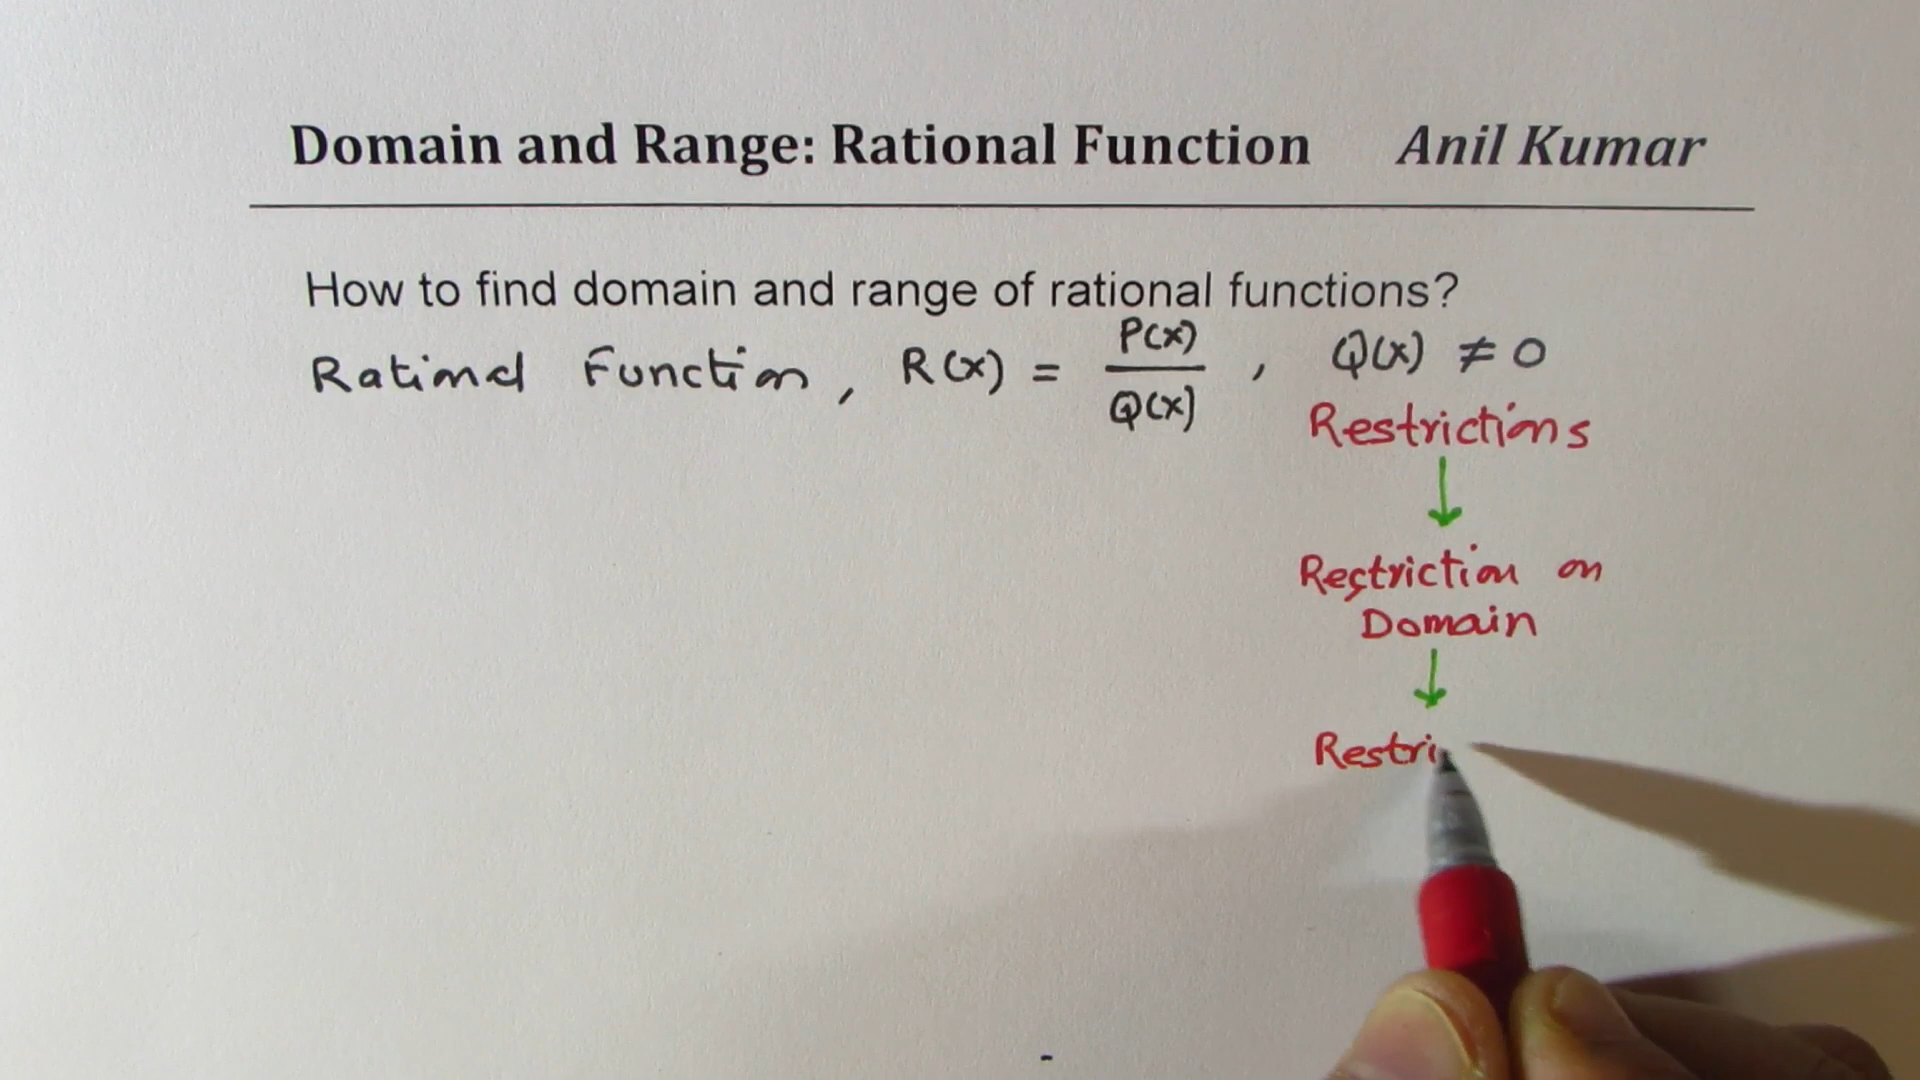 Domain and Range: Rational Function Anil Kumar
How to find domain and range of rational functions?
Rational Function, R(x) = P(x)/Q(x), Q(x) ≠ 0
Restrictions
↓
Restriction on
Domain
↓
Restri